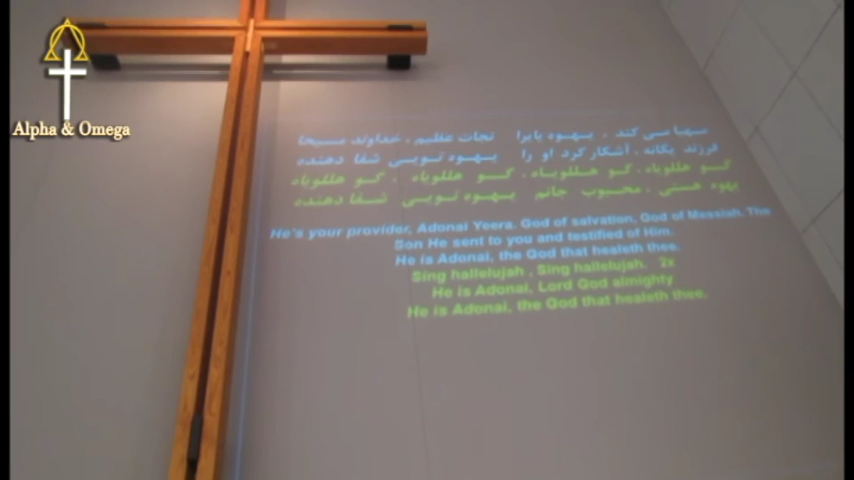 Alpha & Omega
مهیا می کند ، یهوه یایرا نجات عظیم ، خداوند مسیحا
فرزند یگانه ، آشکار کرد او را یهوه تویی شفا دهنده
گو هللویاه ، گو هللویاه ، گو هللویاه ، گو هللویاه
یهوه هستی ، محبوب جانم یهوه تویی شفا دهنده
He's your provider, Adonai Yeera. God of salvation, God of Messiah. The
Son He sent to you and testified of Him.
He is Adonai, the God that healeth thee.
Sing hallelujah , Sing hallelujah. 2x
He is Adonai, Lord God almighty
He is Adonai, the God that healeth thee.